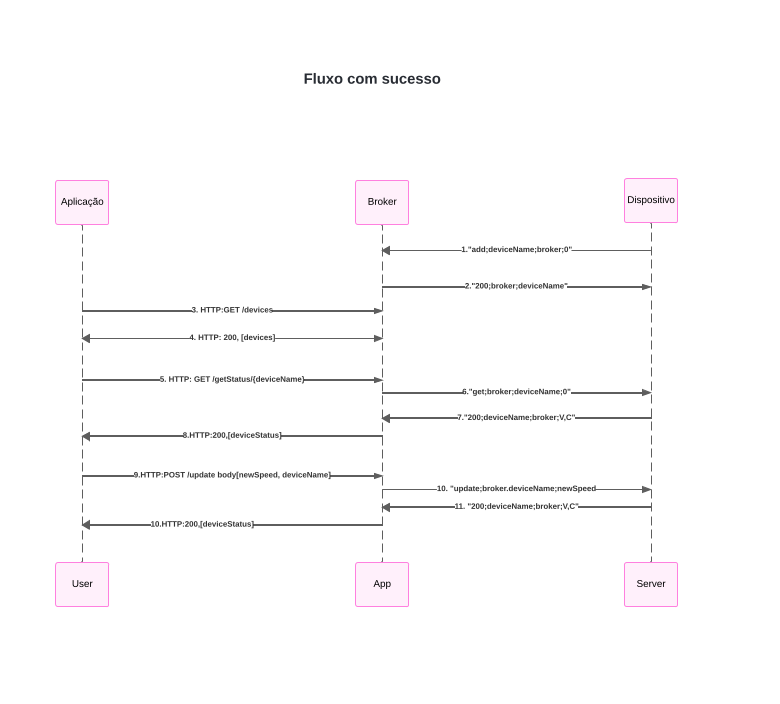 Fluxo com sucesso
Aplicação
Broker
Dispositivo
1."add;deviceName;broker;0"
2."200;broker;deviceName"
3. HTTP:GET /devices
4. HTTP: 200, [devices]
5. HTTP: GET /getStatus/{deviceName}
6."get;broker;deviceName;0"
7."200;deviceName;broker;V,C"
8.HTTP:200,[deviceStatus]
9.HTTP:POST /update body[newSpeed, deviceName]
10. "update;broker.deviceName;newSpeed
11. "200;deviceName;broker;V,C"
10.HTTP:200,[deviceStatus]
User
App
Server